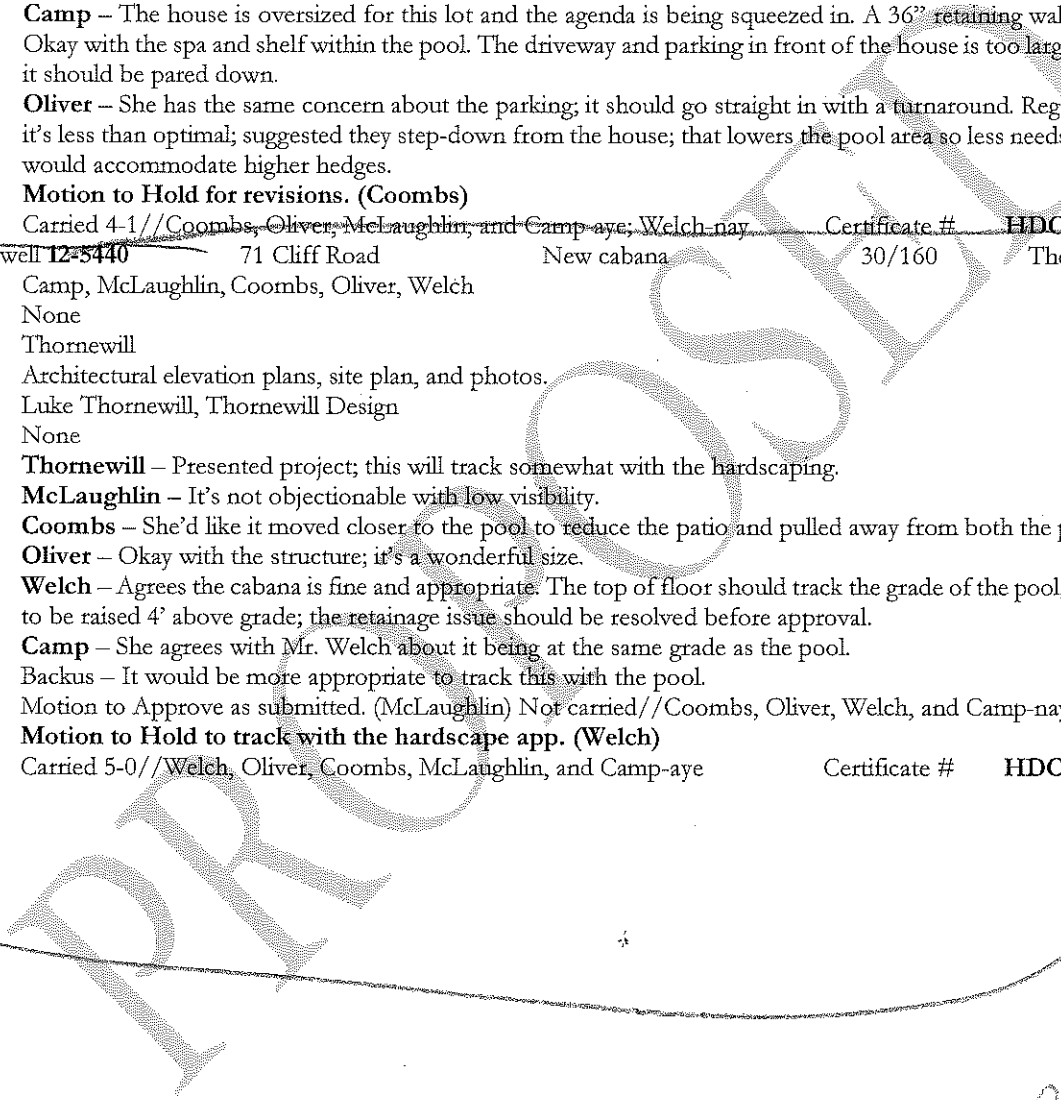 Camp – The house is oversized for this lot and the agenda is being squeezed in. A 36” retaining wal
Okay with the spa and shelf within the pool. The driveway and parking in front of the house is too larg
it should be pared down.
Oliver – She has the same concern about the parking; it should go straight in with a turnaround. Reg
it's less than optimal; suggested they step-down from the house; that lowers the pool area so less needs
would accommodate higher hedges.
Motion to Hold for revisions. (Coombs)
Carried 4-1//Coombs, Oliver, McLaughlin, and Camp-aye; Welch-nay Certificate # HDC
well 12-5440 71 Cliff Road New cabana 30/160 The
Camp, McLaughlin, Coombs, Oliver, Welch
None
Thornewill
Architectural elevation plans, site plan, and photos.
Luke Thornewill, Thornewill Design
None
Thornewill – Presented project; this will track somewhat with the hardscaping.
McLaughlin – It's not objectionable with low visibility.
Coombs – She'd like it moved closer to the pool to reduce the patio and pulled away from both the p
Oliver – Okay with the structure; it's a wonderful size.
Welch – Agrees the cabana is fine and appropriate. The top of floor should track the grade of the pool,
to be raised 4' above grade; the retainage issue should be resolved before approval.
Camp – She agrees with Mr. Welch about it being at the same grade as the pool.
Backus – It would be more appropriate to track this with the pool.
Motion to Approve as submitted. (McLaughlin) Not carried//Coombs, Oliver, Welch, and Camp-nay
Motion to Hold to track with the hardscape app. (Welch)
Carried 5-0//Welch, Oliver, Coombs, McLaughlin, and Camp-aye Certificate # HDC
PROPOSED